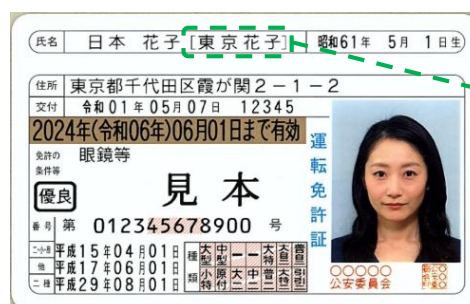 氏名 日本 花子[東京花子] 昭和61年 5月 1日生
住所 東京都千代田区霞が関2-1-2
交付 令和01年05月07日 12345
2024年(令和06年)06月01日まで有効
免許の条件等 眼鏡等
優良
見本
番号 第 012345678900 号
二・小・原 平成15年04月01日
他 平成17年06月01日
二種 平成29年08月01日
種類
大型 中型 一 一 大特 大自二 普自二
小特 原付 大二 中二 普二 大特二 引引二
運転免許証
○○○○○
公安委員会